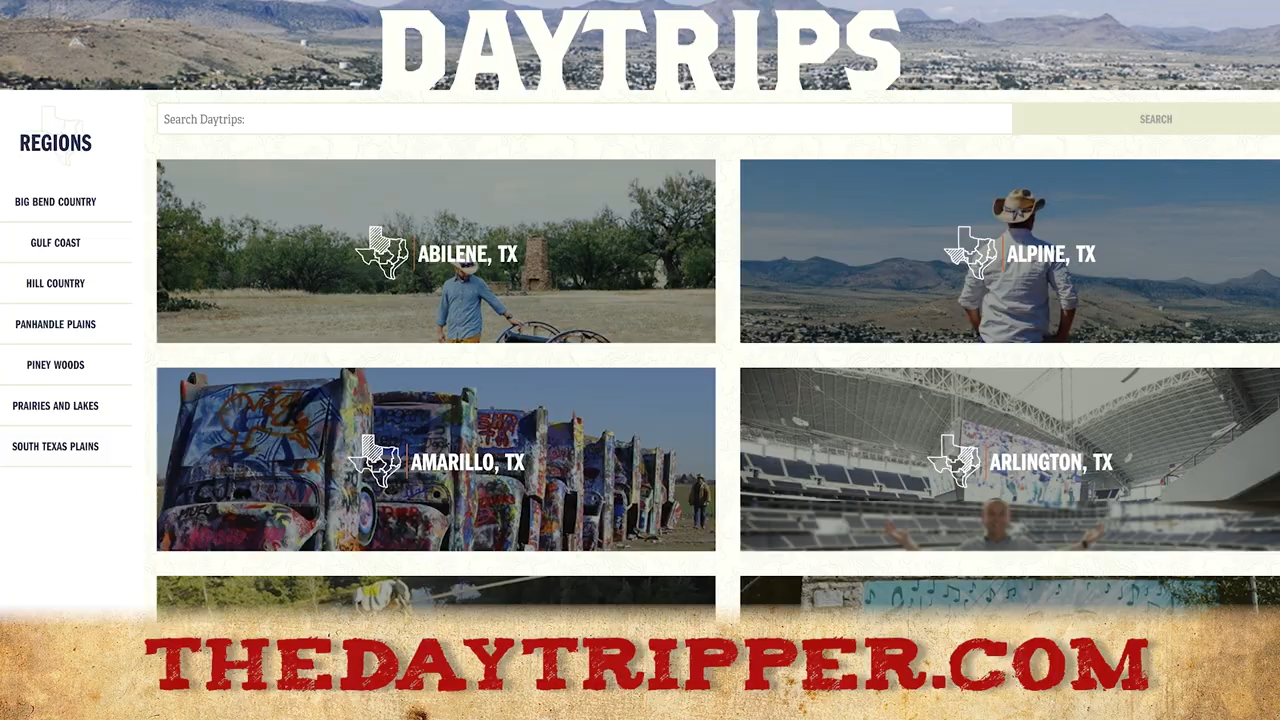 DAYTRIPS
REGIONS
BIG BEND COUNTRY
GULF COAST
HILL COUNTRY
PANHANDLE PLAINS
PINEY WOODS
PRAIRIES AND LAKES
SOUTH TEXAS PLAINS
Search Daytrips:
SEARCH
ABILENE, TX
ALPINE, TX
AMARILLO, TX
ARLINGTON, TX
THEDAYTRIPPER.COM